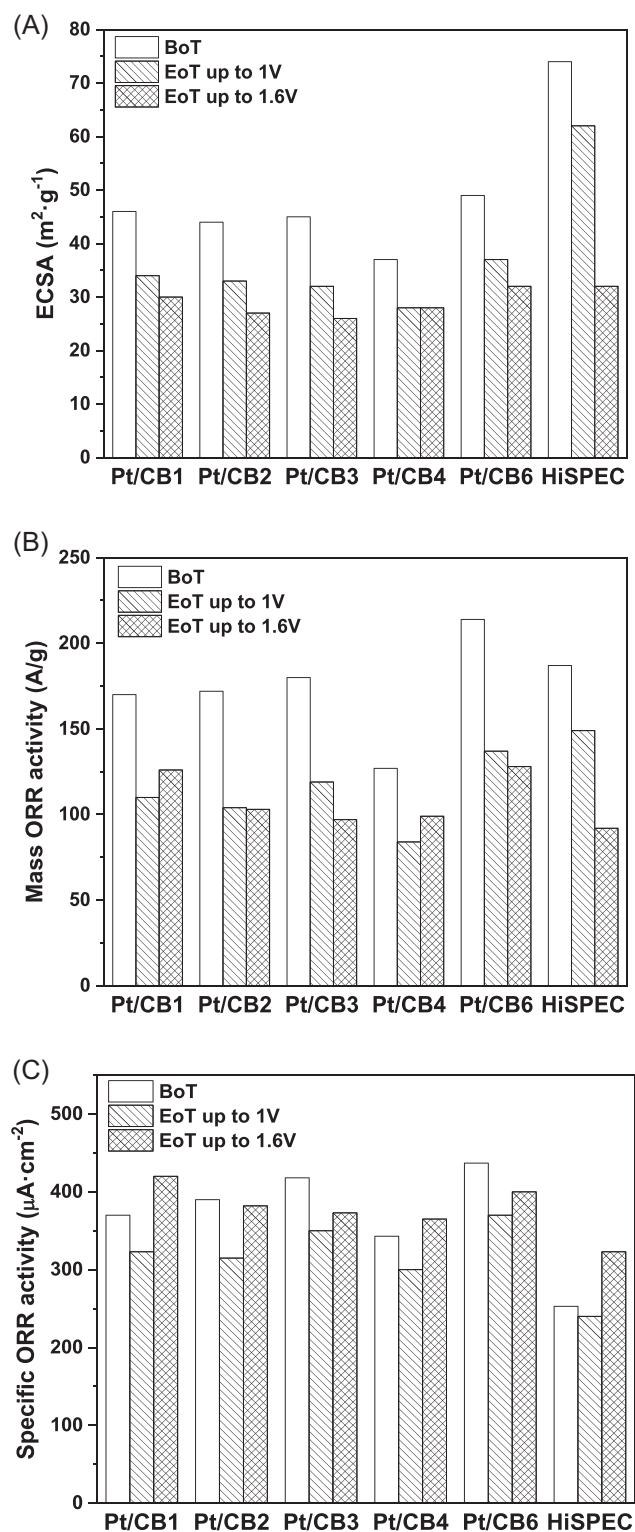 (A)
80
70
60
50
40
30
20
10
0
ECSA (m²·g⁻¹)
BoT
EoT up to 1V
EoT up to 1.6V
Pt/CB1 Pt/CB2 Pt/CB3 Pt/CB4 Pt/CB6 HiSPEC
(B)
250
200
150
100
50
0
Mass ORR activity (A/g)
BoT
EoT up to 1V
EoT up to 1.6V
Pt/CB1 Pt/CB2 Pt/CB3 Pt/CB4 Pt/CB6 HiSPEC
(C)
500
400
300
200
100
0
Specific ORR activity (μA·cm⁻²)
BoT
EoT up to 1V
EoT up to 1.6V
Pt/CB1 Pt/CB2 Pt/CB3 Pt/CB4 Pt/CB6 HiSPEC